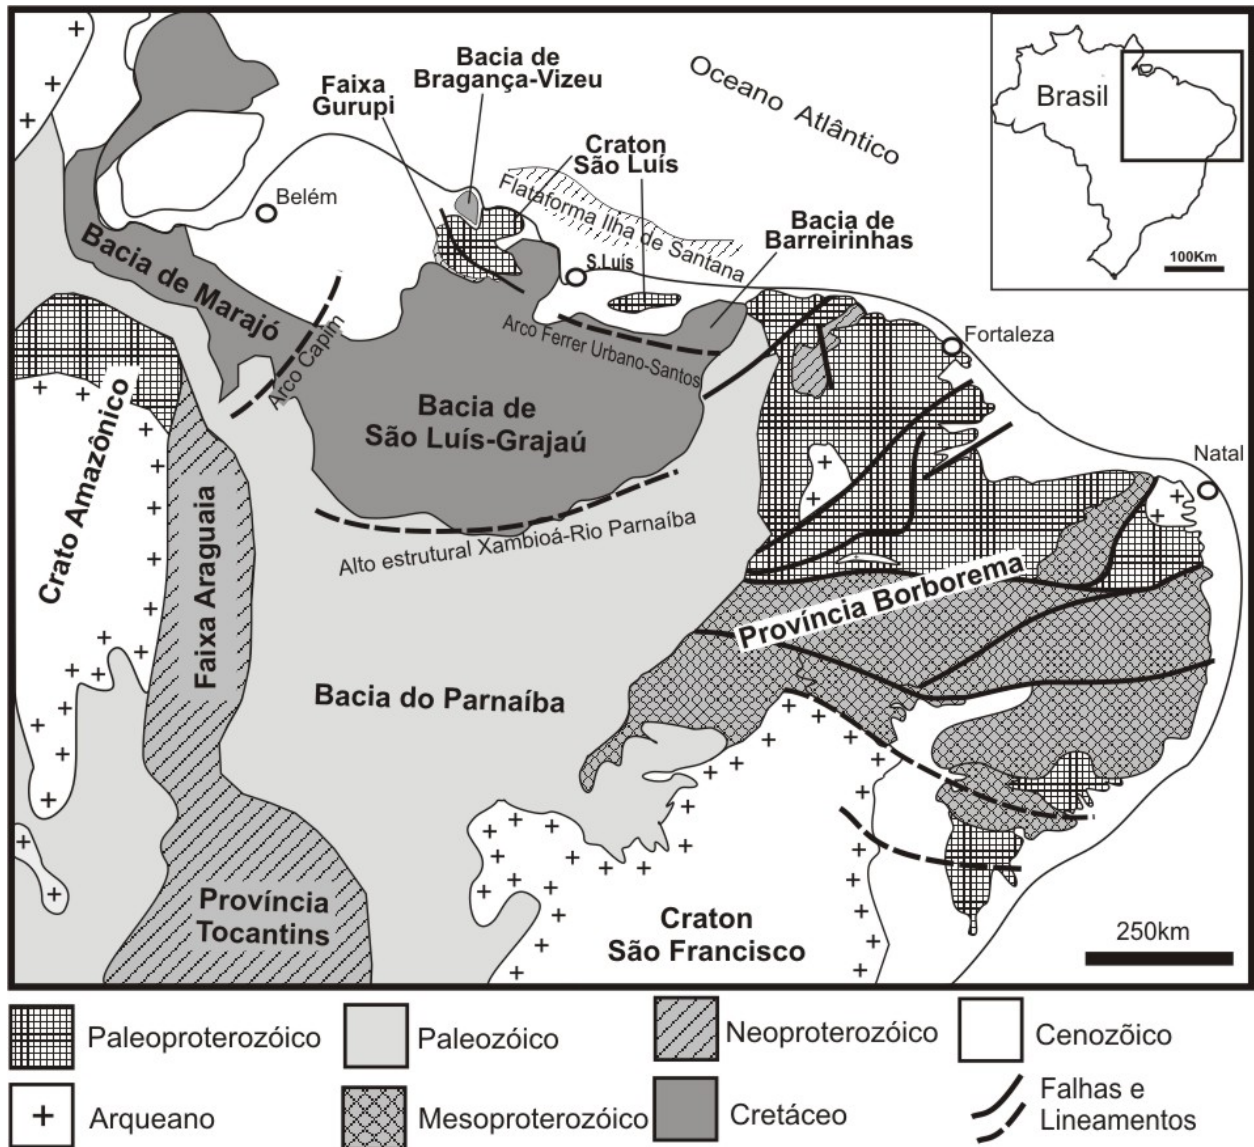 Bacia de
Bragança-Vizeu
Faixa
Gurupi
Oceano Atlântico
Brasil
100Km
Craton
São Luís
Belém
Flataforma Ilha de Santana
Bacia de
Barreirinhas
S.Luís
Bacia de Marajó
Arco Capim
Arco Ferrer Urbano-Santos
Fortaleza
Crato Amazônico
Bacia de
São Luís-Grajaú
Natal
Alto estrutural Xambioá-Rio Parnaíba
Faixa Araguaia
Província Borborema
Bacia do Parnaíba
Província
Tocantins
Craton
São Francisco
250km
Paleoproterozóico
Paleozóico
Neoproterozóico
Cenozõico
Arqueano
Mesoproterozóico
Cretáceo
Falhas e
Lineamentos